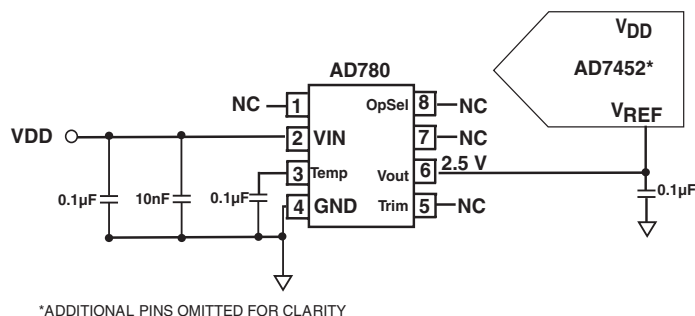 VDD
AD7452*
VREF
AD780
NC 1
OpSel 8 NC
VDD
2 VIN
7 NC
3 Temp
Vout 6 2.5 V
0.1µF
10nF
0.1µF
4 GND
Trim 5 NC
0.1µF
*ADDITIONAL PINS OMITTED FOR CLARITY